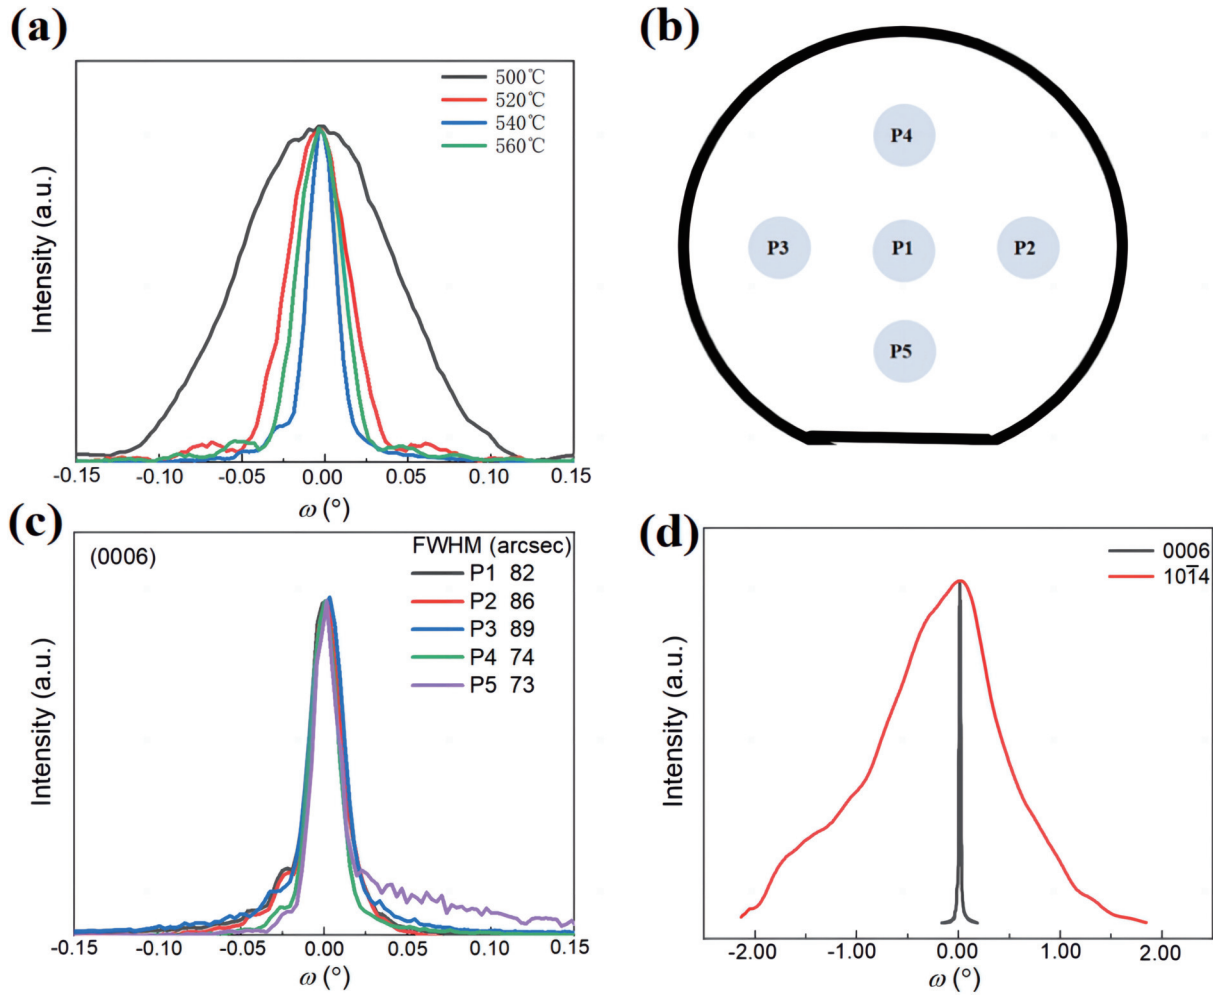 (a)
500℃
520℃
540℃
560℃
Intensity (a.u.)
-0.15 -0.10 -0.05 0.00 0.05 0.10 0.15
ω (°)
(b)
P4
P3 P1 P2
P5
(c)
(0006)
FWHM (arcsec)
P1 82
P2 86
P3 89
P4 74
P5 73
Intensity (a.u.)
-0.15 -0.10 -0.05 0.00 0.05 0.10 0.15
ω (°)
(d)
0006
101̄4
Intensity (a.u.)
-2.00 -1.00 0.00 1.00 2.00
ω (°)